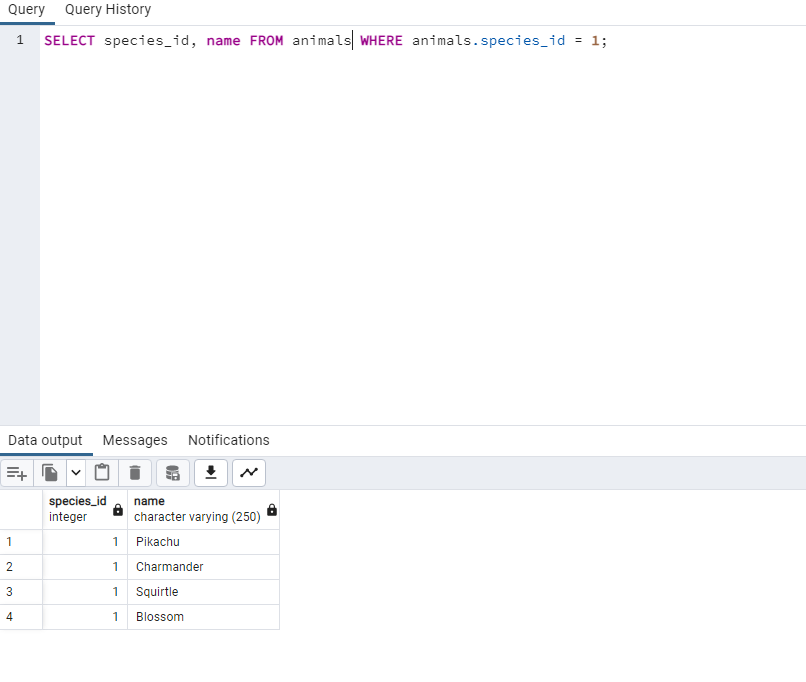 Query Query History
1 SELECT species_id, name FROM animals WHERE animals.species_id = 1;
Data output Messages Notifications
species_id name
integer character varying (250)
1 1 Pikachu
2 1 Charmander
3 1 Squirtle
4 1 Blossom